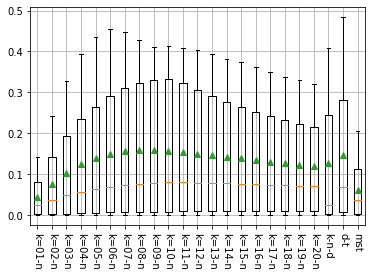 0.5
0.4
0.3
0.2
0.1
0.0
k=01-n
k=02-n
k=03-n
k=04-n
k=05-n
k=06-n
k=07-n
k=08-n
k=09-n
k=10-n
k=11-n
k=12-n
k=13-n
k=14-n
k=15-n
k=16-n
k=17-n
k=18-n
k=19-n
k=20-n
k-n-d
d-t
mst